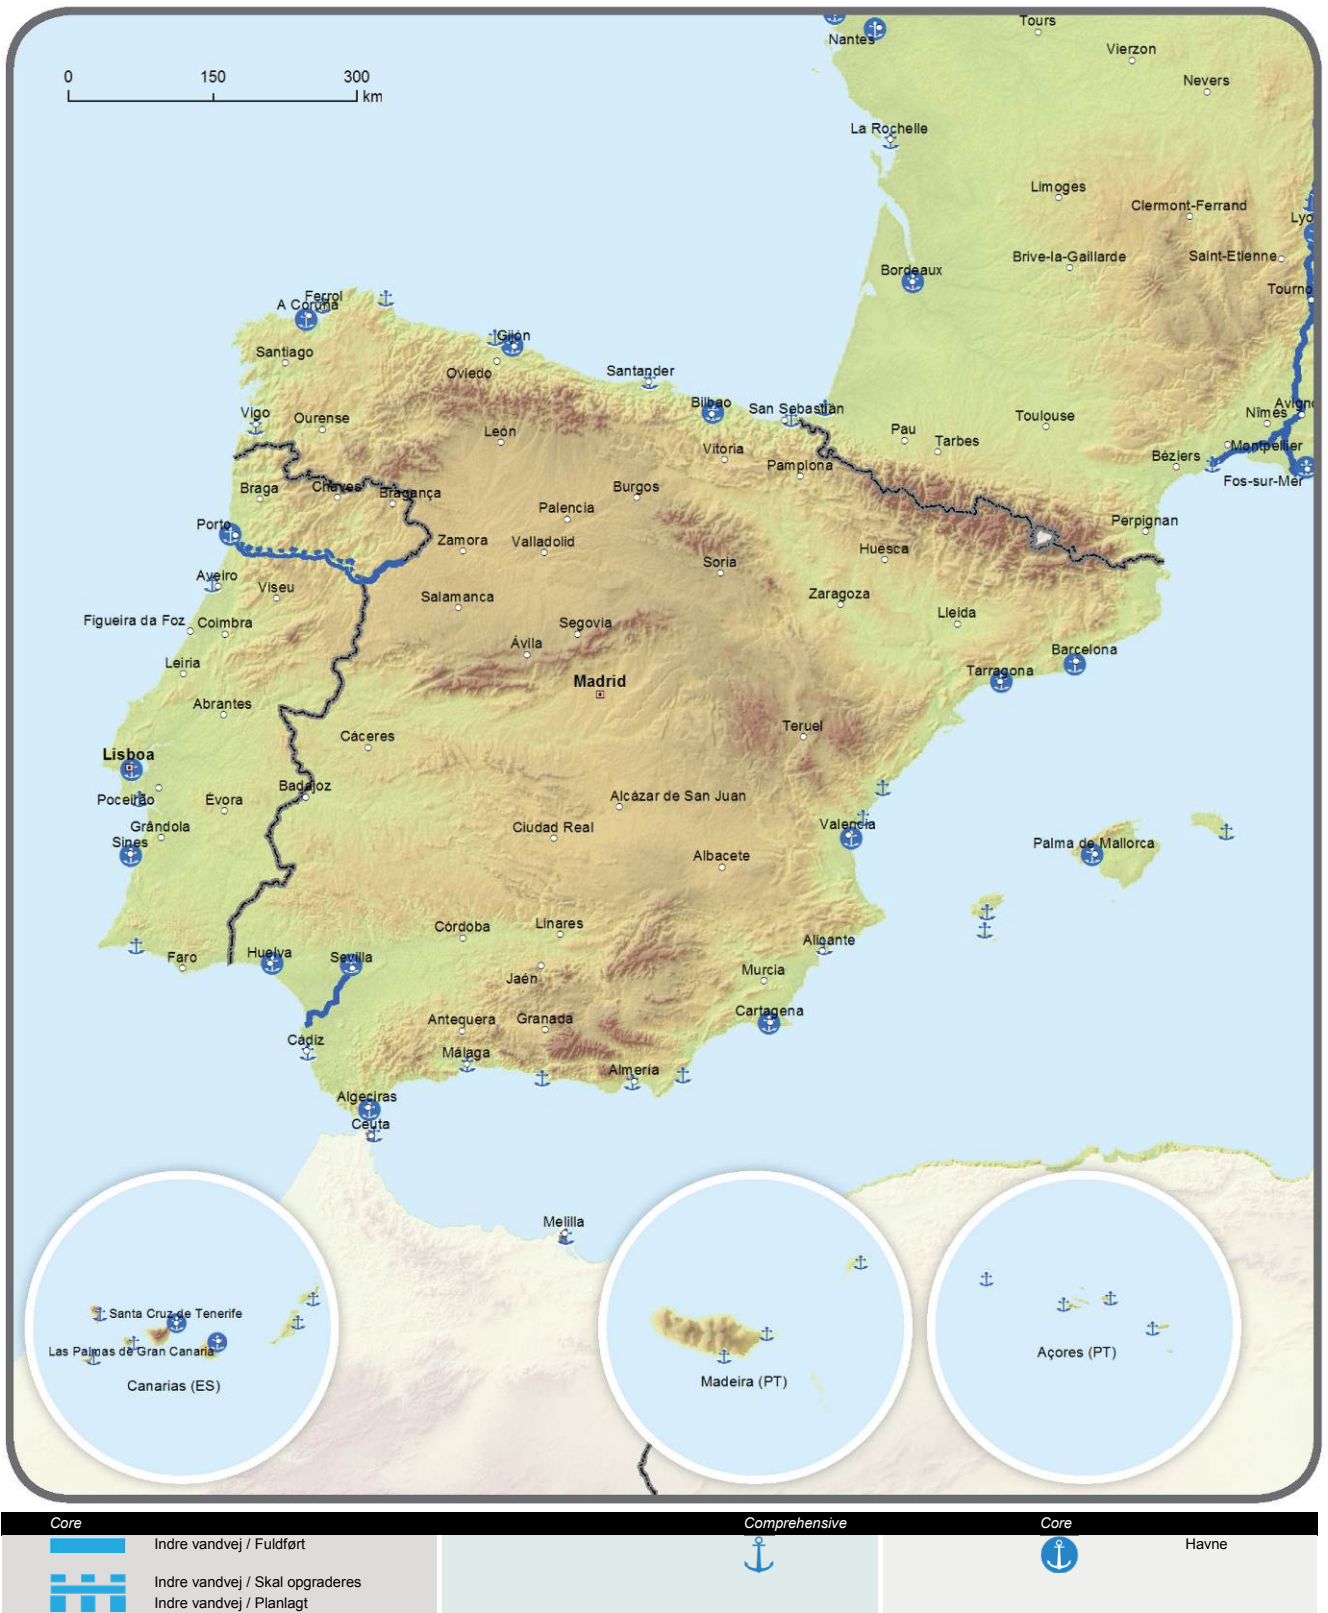 Tours
Nantes
Vierzon
0 150 300
km
Nevers
La Rochelle
Limoges
Clermont-Ferrand
Lyo
Brive-la-Gaillarde
Saint-Etienne
Bordeaux
Tourno
Ferrol
A Coruña
Gijón
Santiago
Oviedo
Santander
Bilbao
San Sebastián
Avigno
Vigo
Ourense
Nîmes
Toulouse
León
Pau
Tarbes
Vitoria
Montpellier
Béziers
Pamplona
Fos-sur-Mer
Braga
Chaves
Bragança
Burgos
Palencia
Perpignan
Porto
Zamora
Valladolid
Huesca
Soria
Aveiro
Viseu
Salamanca
Zaragoza
Lleida
Figueira da Foz
Coimbra
Segovia
Ávila
Barcelona
Leiria
Tarragona
Madrid
Abrantes
Teruel
Cáceres
Lisboa
Badajoz
Poceirão
Évora
Alcázar de San Juan
Grândola
Ciudad Real
Valencia
Sines
Palma de Mallorca
Albacete
Córdoba
Linares
Alicante
Huelva
Sevilla
Faro
Jaén
Murcia
Cartagena
Antequera
Granada
Cádiz
Málaga
Almería
Algeciras
Ceuta
Melilla
Santa Cruz de Tenerife
Las Palmas de Gran Canaria
Canarias (ES)
Madeira (PT)
Açores (PT)
Core Comprehensive Core
Indre vandvej / Fuldført Havne
Indre vandvej / Skal opgraderes
Indre vandvej / Planlagt